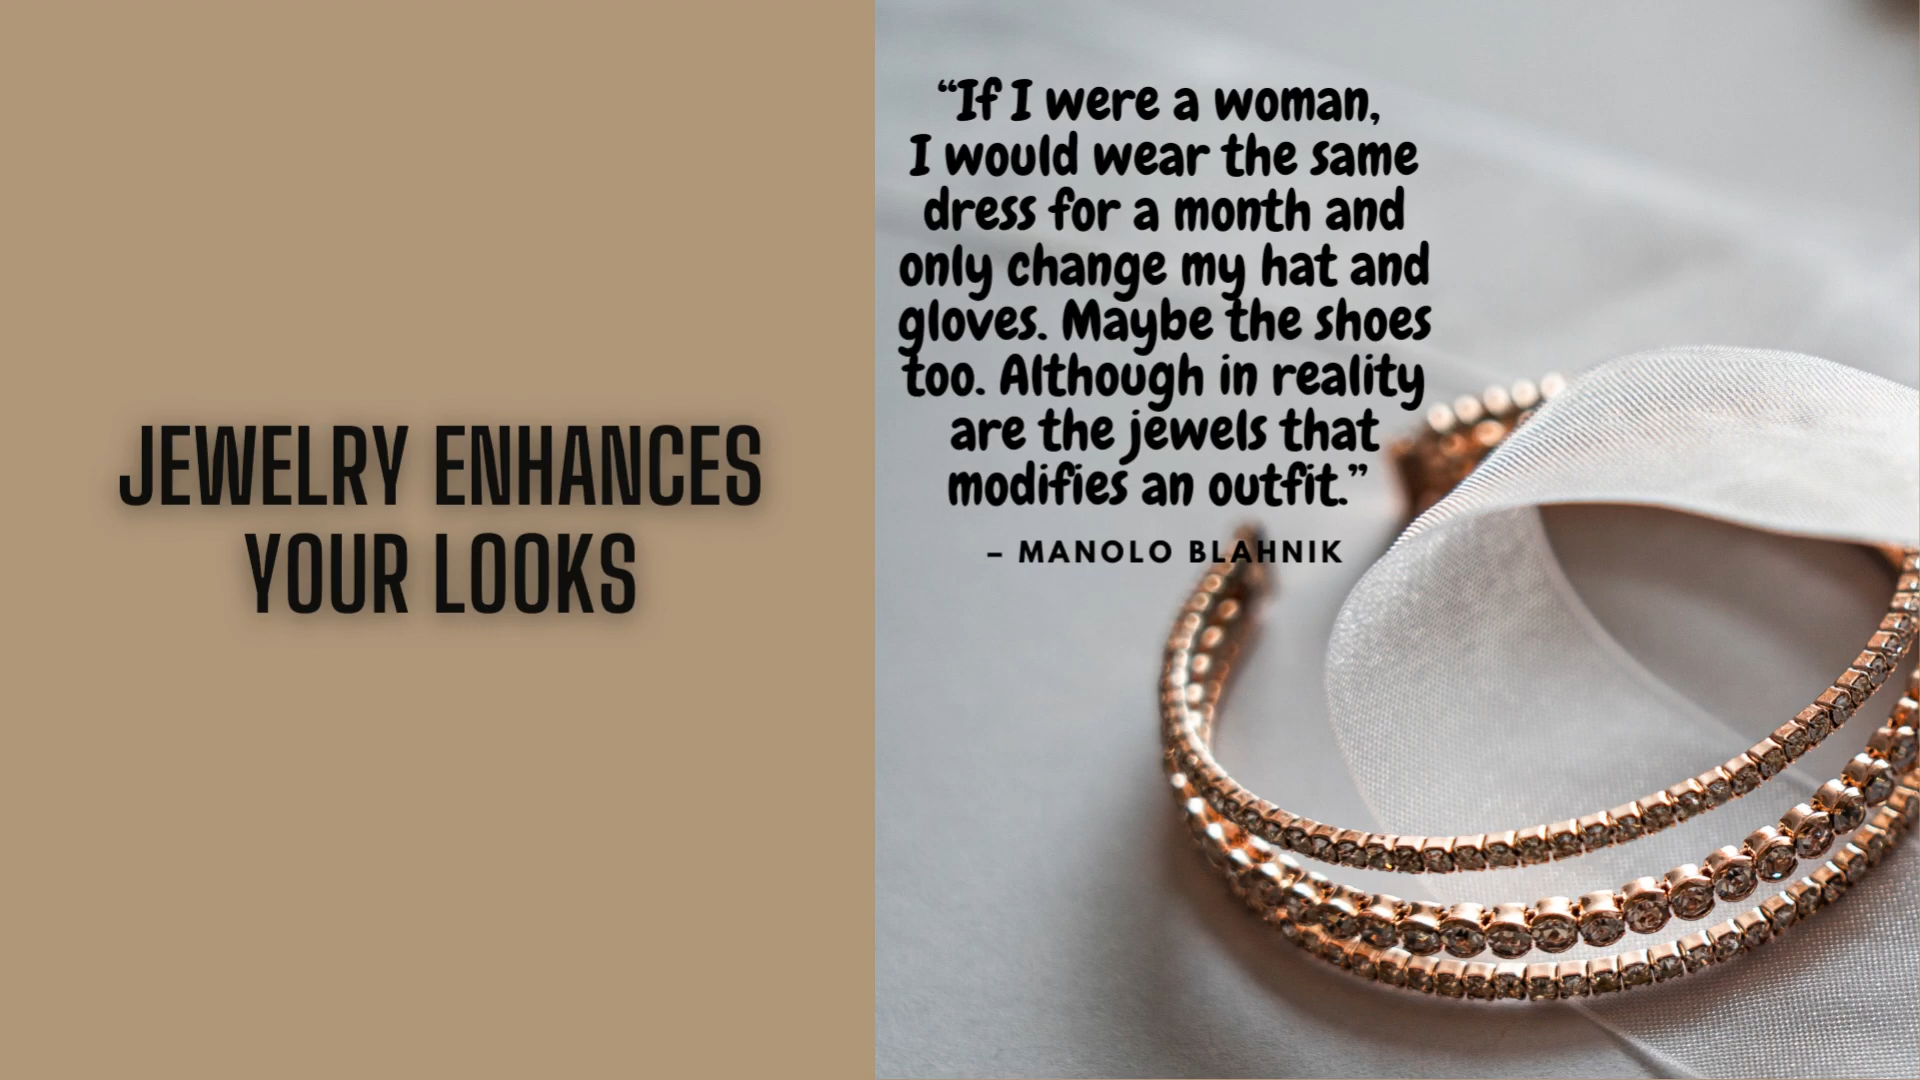 JEWELRY ENHANCES
YOUR LOOKS
“If I were a woman,
I would wear the same
dress for a month and
only change my hat and
gloves. Maybe the shoes
too. Although in reality
are the jewels that
modifies an outfit.”
– MANOLO BLAHNIK